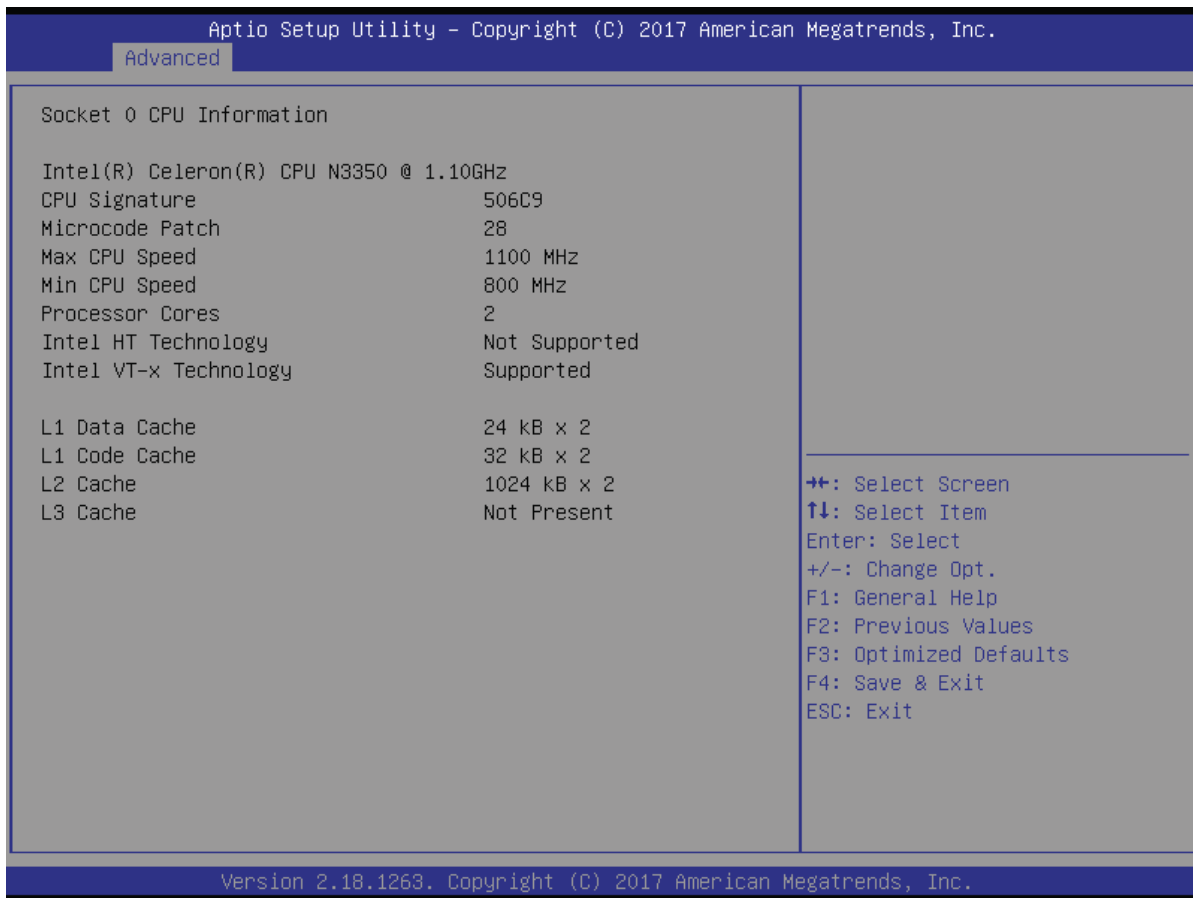 Aptio Setup Utility – Copyright (C) 2017 American Megatrends, Inc.
Advanced
Socket 0 CPU Information
Intel(R) Celeron(R) CPU N3350 @ 1.10GHz
CPU Signature 506C9
Microcode Patch 28
Max CPU Speed 1100 MHz
Min CPU Speed 800 MHz
Processor Cores 2
Intel HT Technology Not Supported
Intel VT-x Technology Supported
L1 Data Cache 24 kB x 2
L1 Code Cache 32 kB x 2
L2 Cache 1024 kB x 2
L3 Cache Not Present
→←: Select Screen
↑↓: Select Item
Enter: Select
+/-: Change Opt.
F1: General Help
F2: Previous Values
F3: Optimized Defaults
F4: Save & Exit
ESC: Exit
Version 2.18.1263. Copyright (C) 2017 American Megatrends, Inc.